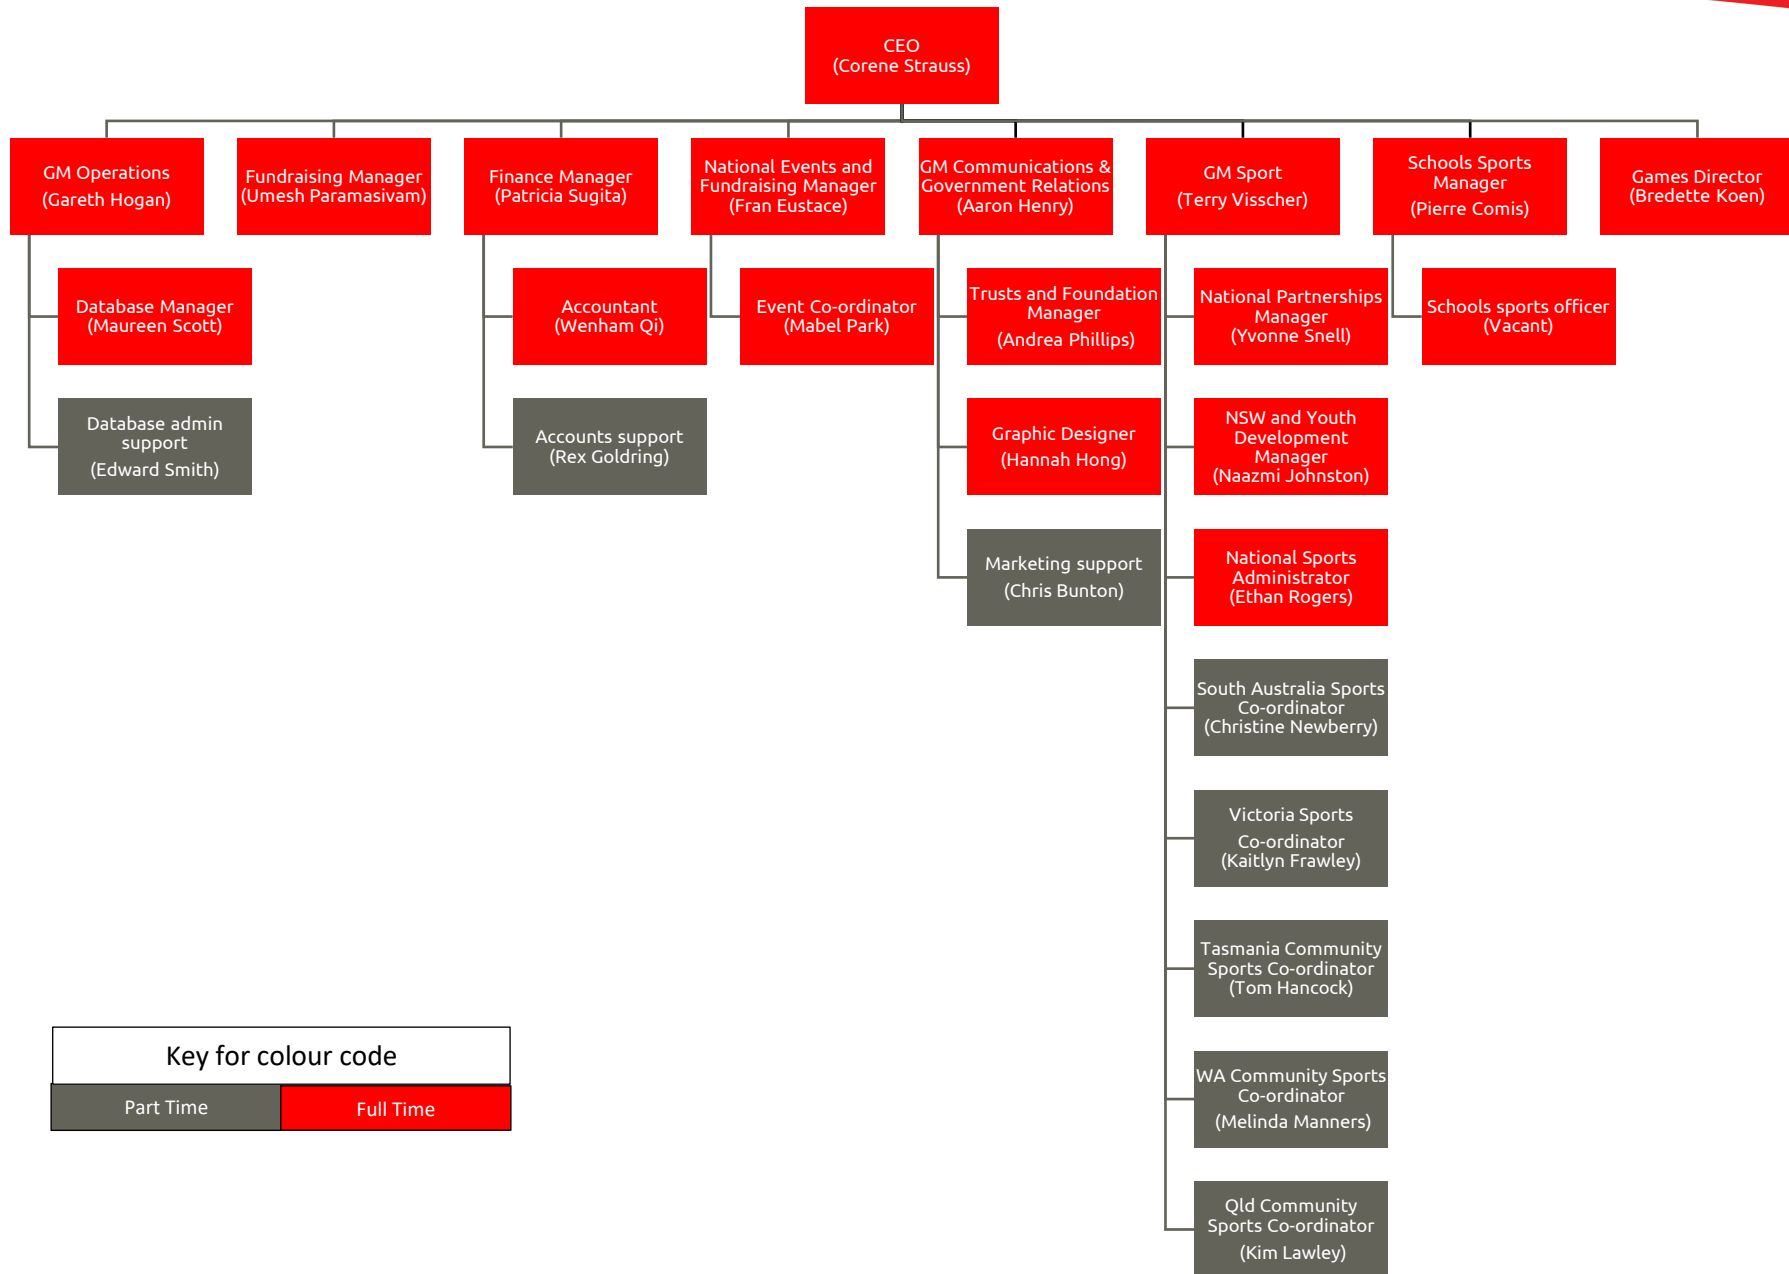 CEO
(Corene Strauss)
GM Operations
(Gareth Hogan)
Fundraising Manager
(Umesh Paramasivam)
Finance Manager
(Patricia Sugita)
National Events and
Fundraising Manager
(Fran Eustace)
GM Communications &
Government Relations
(Aaron Henry)
GM Sport
(Terry Visscher)
Schools Sports
Manager
(Pierre Comis)
Games Director
(Bredette Koen)
Database Manager
(Maureen Scott)
Accountant
(Wenham Qi)
Event Co-ordinator
(Mabel Park)
Trusts and Foundation
Manager
(Andrea Phillips)
National Partnerships
Manager
(Yvonne Snell)
Schools sports officer
(Vacant)
Database admin
support
(Edward Smith)
Accounts support
(Rex Goldring)
Graphic Designer
(Hannah Hong)
NSW and Youth
Development
Manager
(Naazmi Johnston)
Marketing support
(Chris Bunton)
National Sports
Administrator
(Ethan Rogers)
South Australia Sports
Co-ordinator
(Christine Newberry)
Victoria Sports
Co-ordinator
(Kaitlyn Frawley)
Tasmania Community
Sports Co-ordinator
(Tom Hancock)
WA Community Sports
Co-ordinator
(Melinda Manners)
Qld Community
Sports Co-ordinator
(Kim Lawley)
Key for colour code
Part Time
Full Time